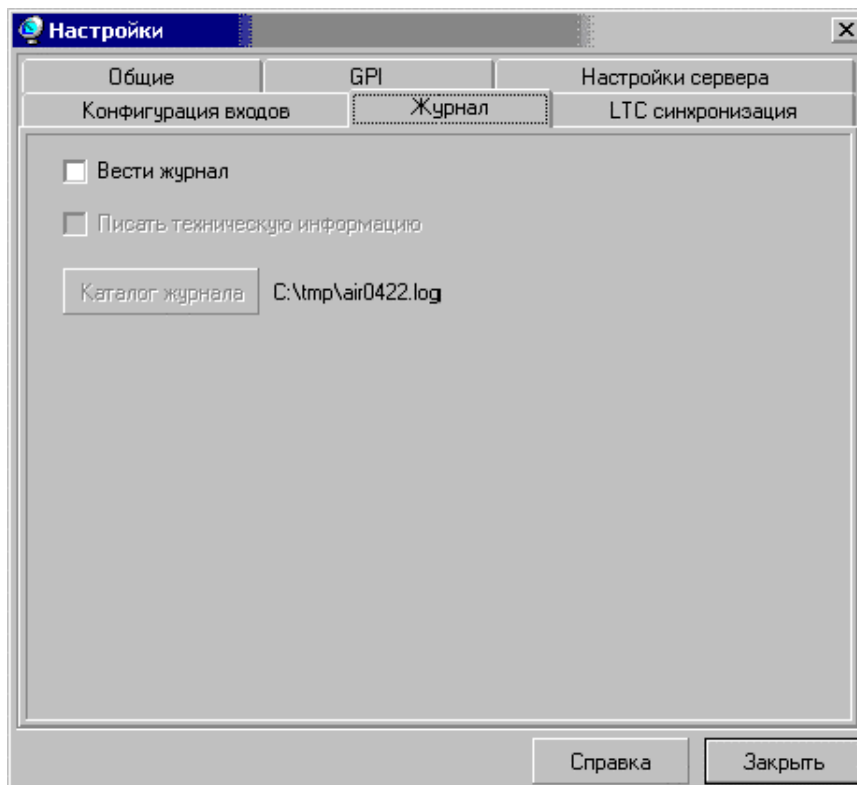 Настройки
Общие GPI Настройки сервера
Конфигурация входов Журнал LTC синхронизация
Вести журнал
Писать техническую информацию
Каталог журнала C:\tmp\air0422.log
Справка Закрыть